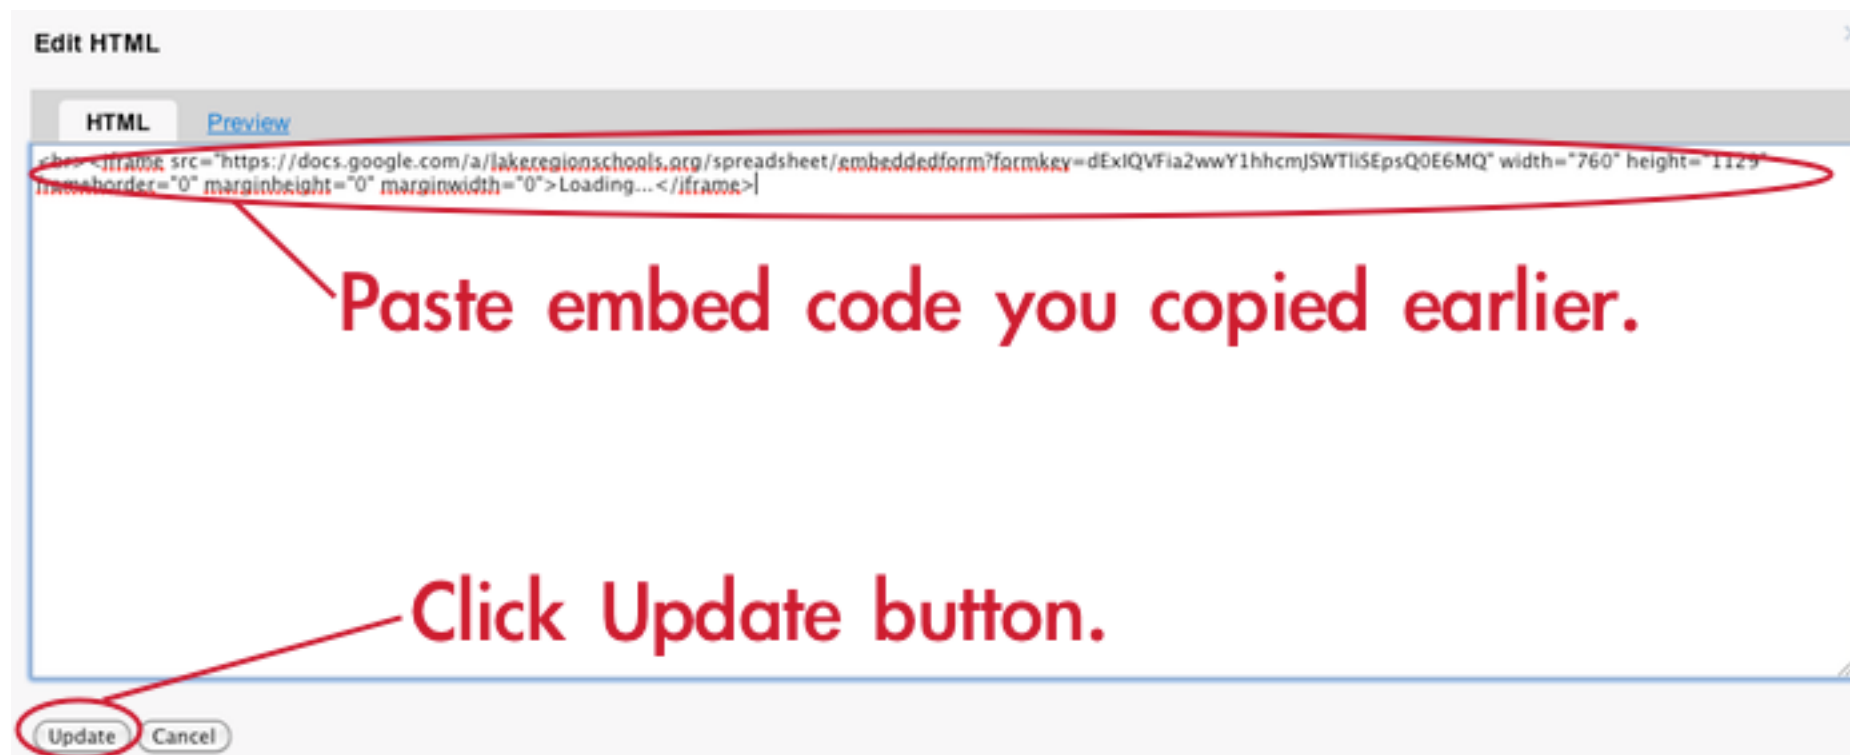 Edit HTML
HTML Preview
<br> <iframe src="https://docs.google.com/a/lakeregionschools.org/spreadsheet/embeddedform?formkey=dExIQVFia2wwY1hhcmJSWTliSEpsQ0E6MQ" width="760" height="1129"
frameborder="0" marginheight="0" marginwidth="0">Loading...</iframe>
Paste embed code you copied earlier.
Click Update button.
Update Cancel